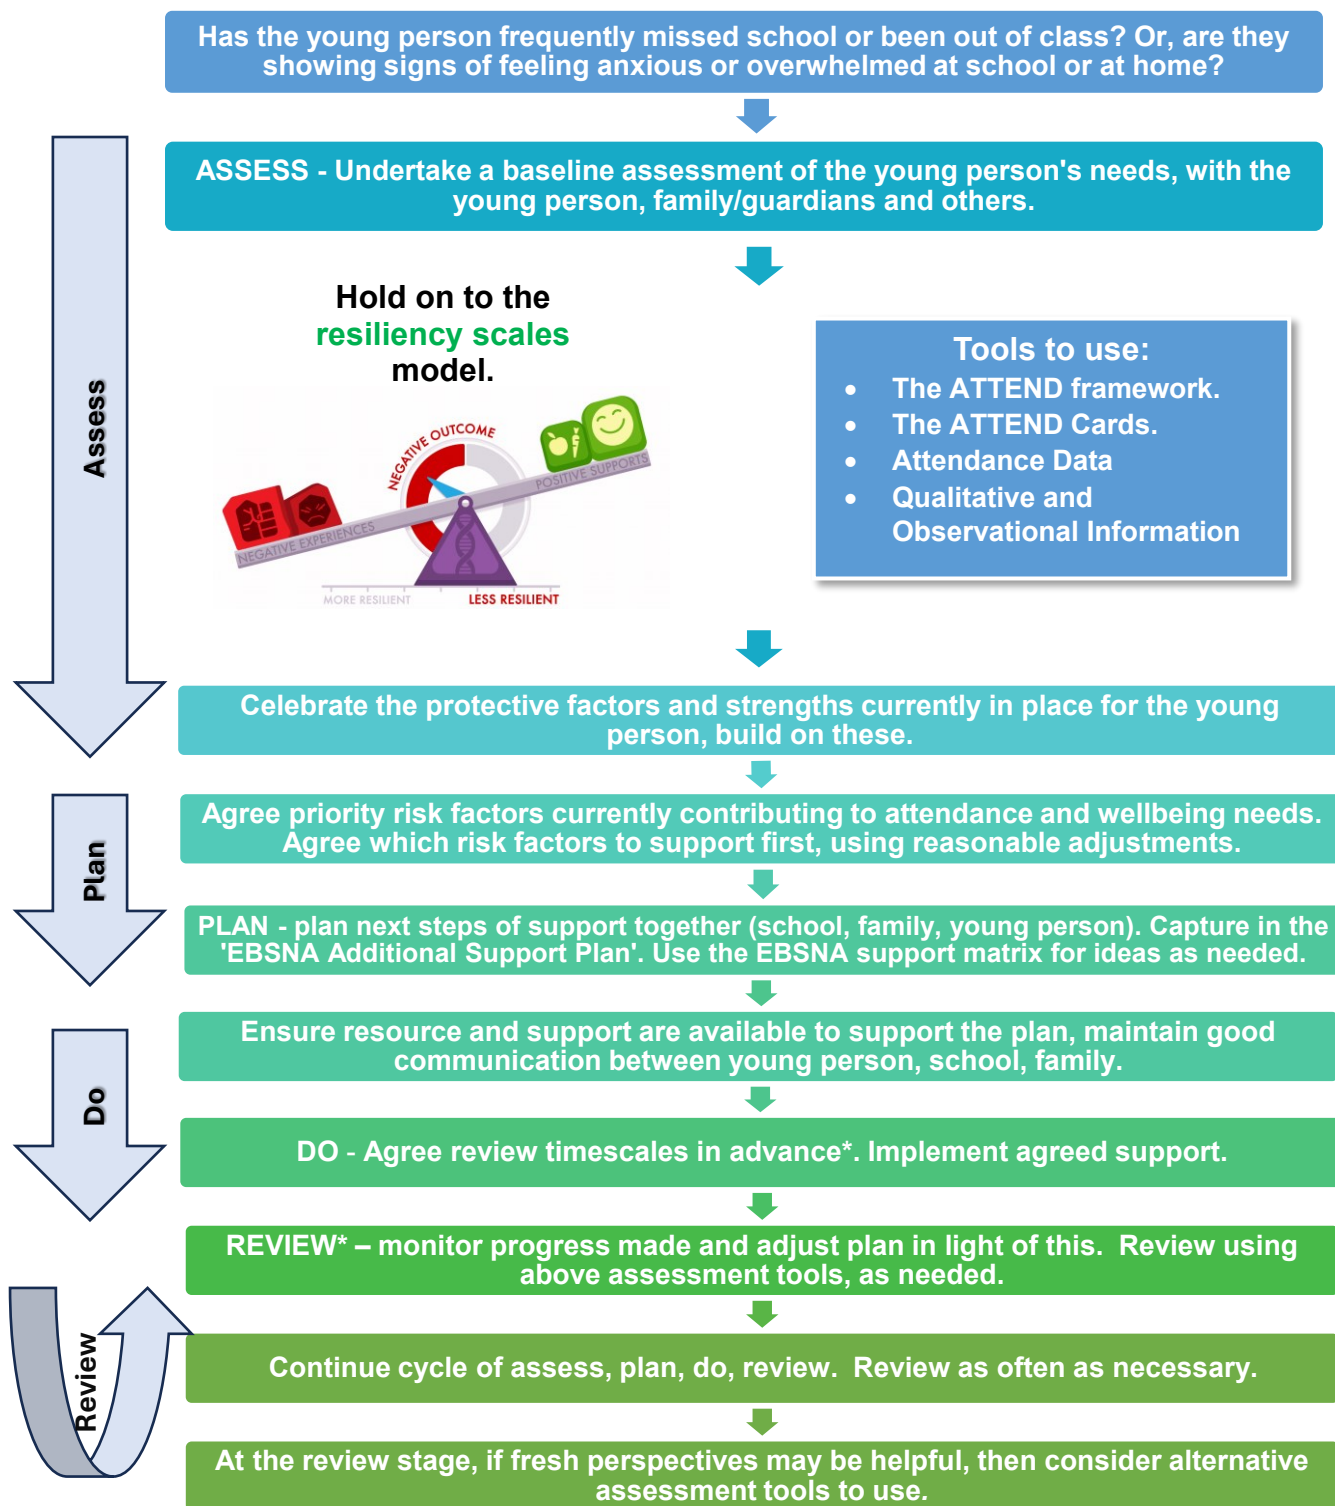 Has the young person frequently missed school or been out of class? Or, are they
showing signs of feeling anxious or overwhelmed at school or at home?
ASSESS - Undertake a baseline assessment of the young person's needs, with the
young person, family/guardians and others.
Assess
Hold on to the
resiliency scales
model.
NEGATIVE OUTCOME
NEGATIVE EXPERIENCES
POSITIVE SUPPORTS
MORE RESILIENT
LESS RESILIENT
Tools to use:
• The ATTEND framework.
• The ATTEND Cards.
• Attendance Data
• Qualitative and
Observational Information
Celebrate the protective factors and strengths currently in place for the young
person, build on these.
Plan
Agree priority risk factors currently contributing to attendance and wellbeing needs.
Agree which risk factors to support first, using reasonable adjustments.
PLAN - plan next steps of support together (school, family, young person). Capture in the
'EBSNA Additional Support Plan'. Use the EBSNA support matrix for ideas as needed.
Do
Ensure resource and support are available to support the plan, maintain good
communication between young person, school, family.
DO - Agree review timescales in advance*. Implement agreed support.
REVIEW* – monitor progress made and adjust plan in light of this.  Review using
above assessment tools, as needed.
Review
Continue cycle of assess, plan, do, review.  Review as often as necessary.
At the review stage, if fresh perspectives may be helpful, then consider alternative
assessment tools to use.